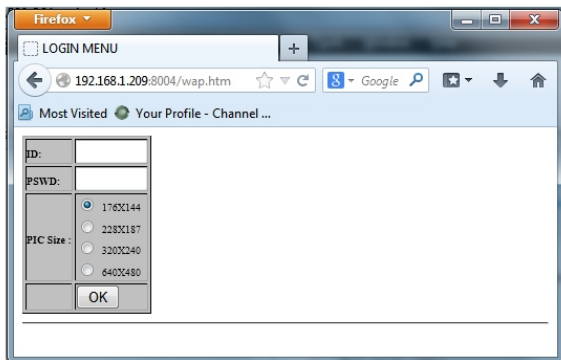 Firefox
LOGIN MENU
192.168.1.209:8004/wap.htm
Google
Most Visited Your Profile - Channel ...
ID:
PSWD:
PIC Size :
176X144
228X187
320X240
640X480
OK